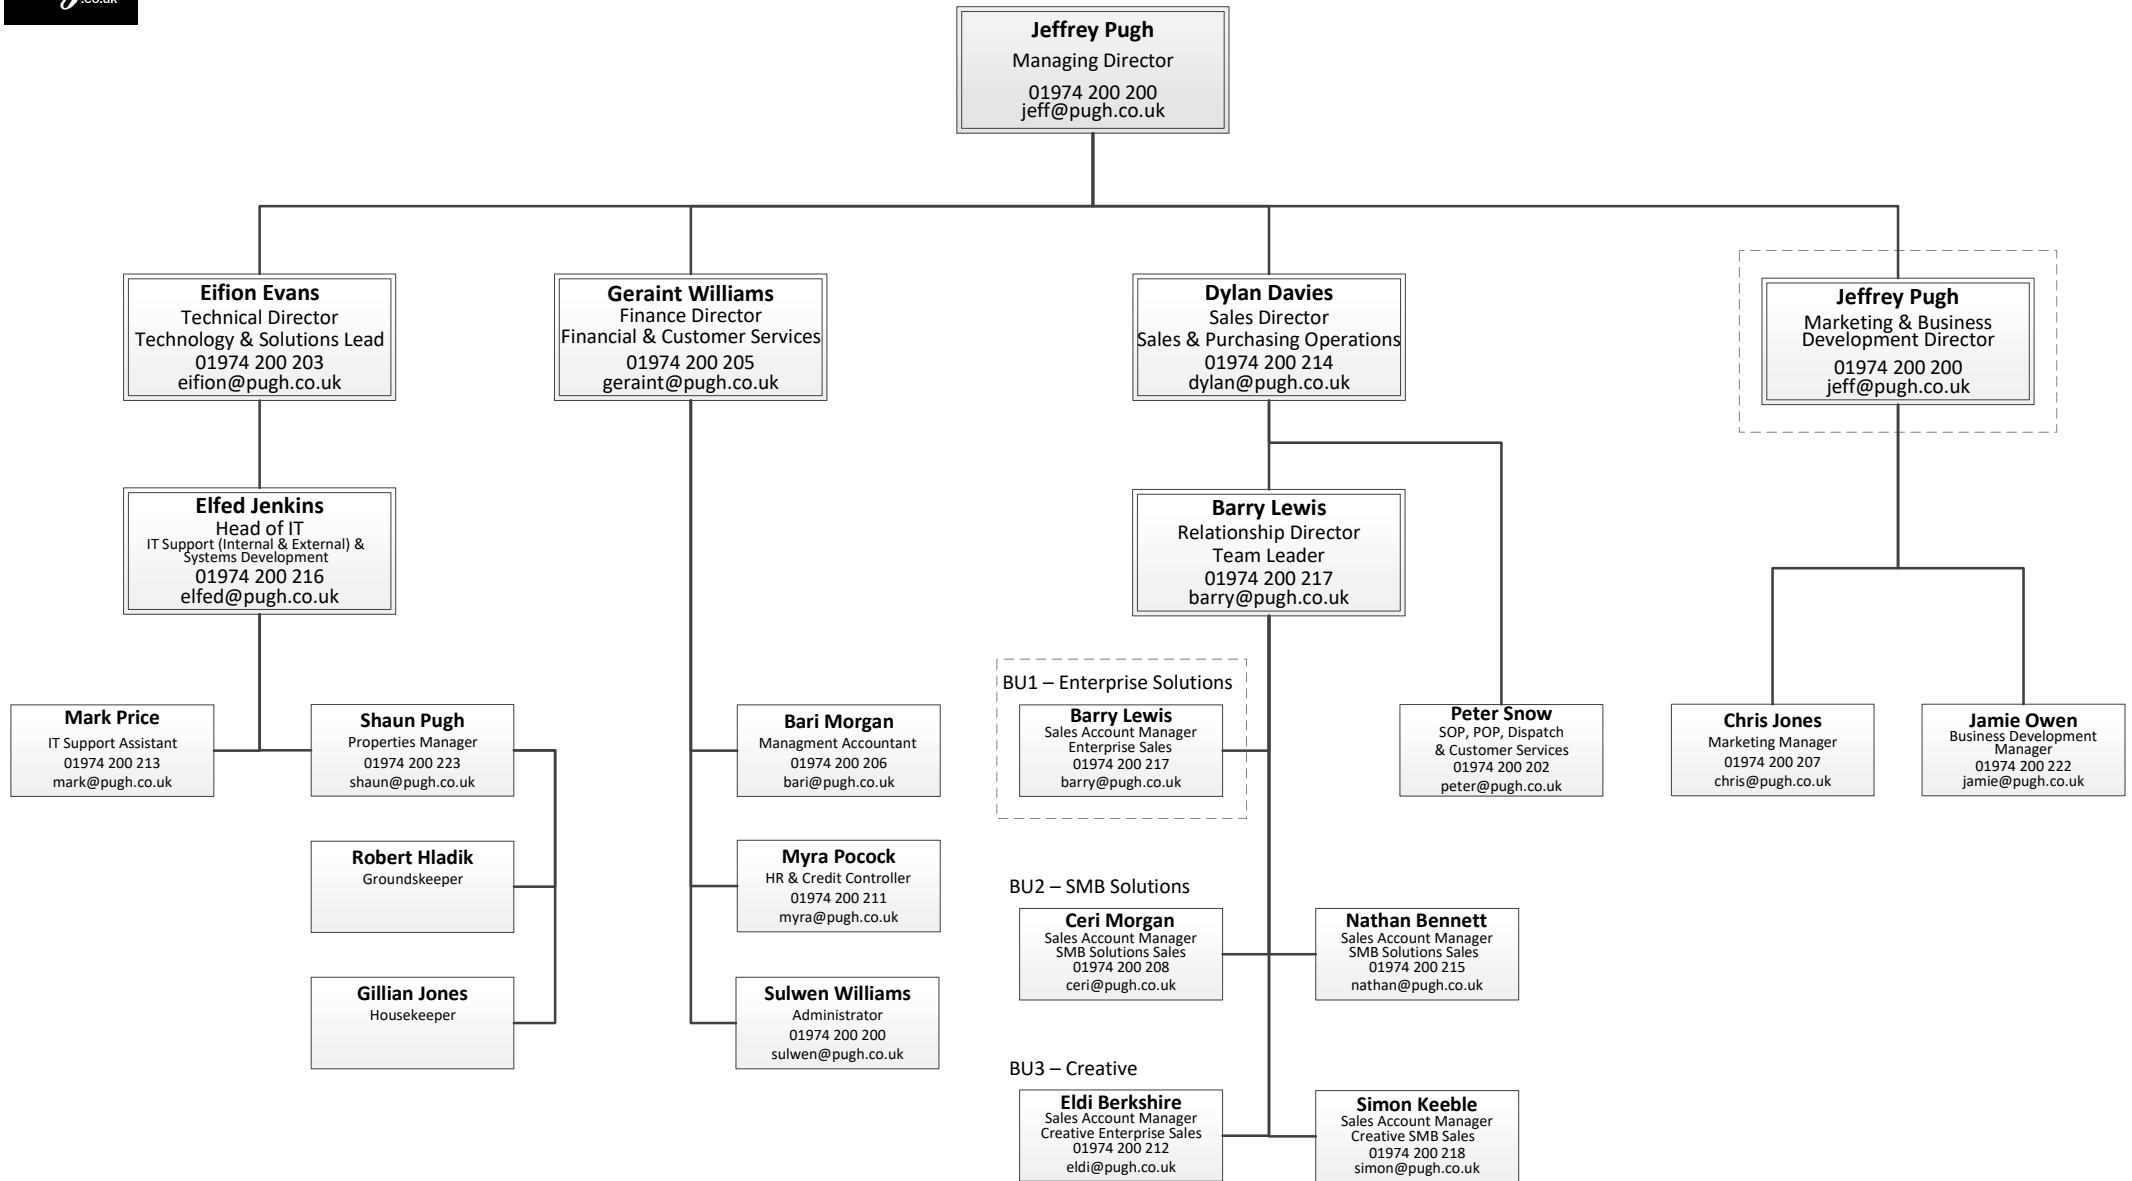 .co.uk
Jeffrey Pugh
Managing Director
01974 200 200
jeff@pugh.co.uk
Eifion Evans
Technical Director
Technology & Solutions Lead
01974 200 203
eifion@pugh.co.uk
Geraint Williams
Finance Director
Financial & Customer Services
01974 200 205
geraint@pugh.co.uk
Dylan Davies
Sales Director
Sales & Purchasing Operations
01974 200 214
dylan@pugh.co.uk
Jeffrey Pugh
Marketing & Business
Development Director
01974 200 200
jeff@pugh.co.uk
Elfed Jenkins
Head of IT
IT Support (Internal & External) &
Systems Development
01974 200 216
elfed@pugh.co.uk
Barry Lewis
Relationship Director
Team Leader
01974 200 217
barry@pugh.co.uk
Mark Price
IT Support Assistant
01974 200 213
mark@pugh.co.uk
Shaun Pugh
Properties Manager
01974 200 223
shaun@pugh.co.uk
Bari Morgan
Managment Accountant
01974 200 206
bari@pugh.co.uk
BU1 – Enterprise Solutions
Barry Lewis
Sales Account Manager
Enterprise Sales
01974 200 217
barry@pugh.co.uk
Peter Snow
SOP, POP, Dispatch
& Customer Services
01974 200 202
peter@pugh.co.uk
Chris Jones
Marketing Manager
01974 200 207
chris@pugh.co.uk
Jamie Owen
Business Development
Manager
01974 200 222
jamie@pugh.co.uk
Robert Hladik
Groundskeeper
Myra Pocock
HR & Credit Controller
01974 200 211
myra@pugh.co.uk
BU2 – SMB Solutions
Ceri Morgan
Sales Account Manager
SMB Solutions Sales
01974 200 208
ceri@pugh.co.uk
Nathan Bennett
Sales Account Manager
SMB Solutions Sales
01974 200 215
nathan@pugh.co.uk
Gillian Jones
Housekeeper
Sulwen Williams
Administrator
01974 200 200
sulwen@pugh.co.uk
BU3 – Creative
Eldi Berkshire
Sales Account Manager
Creative Enterprise Sales
01974 200 212
eldi@pugh.co.uk
Simon Keeble
Sales Account Manager
Creative SMB Sales
01974 200 218
simon@pugh.co.uk